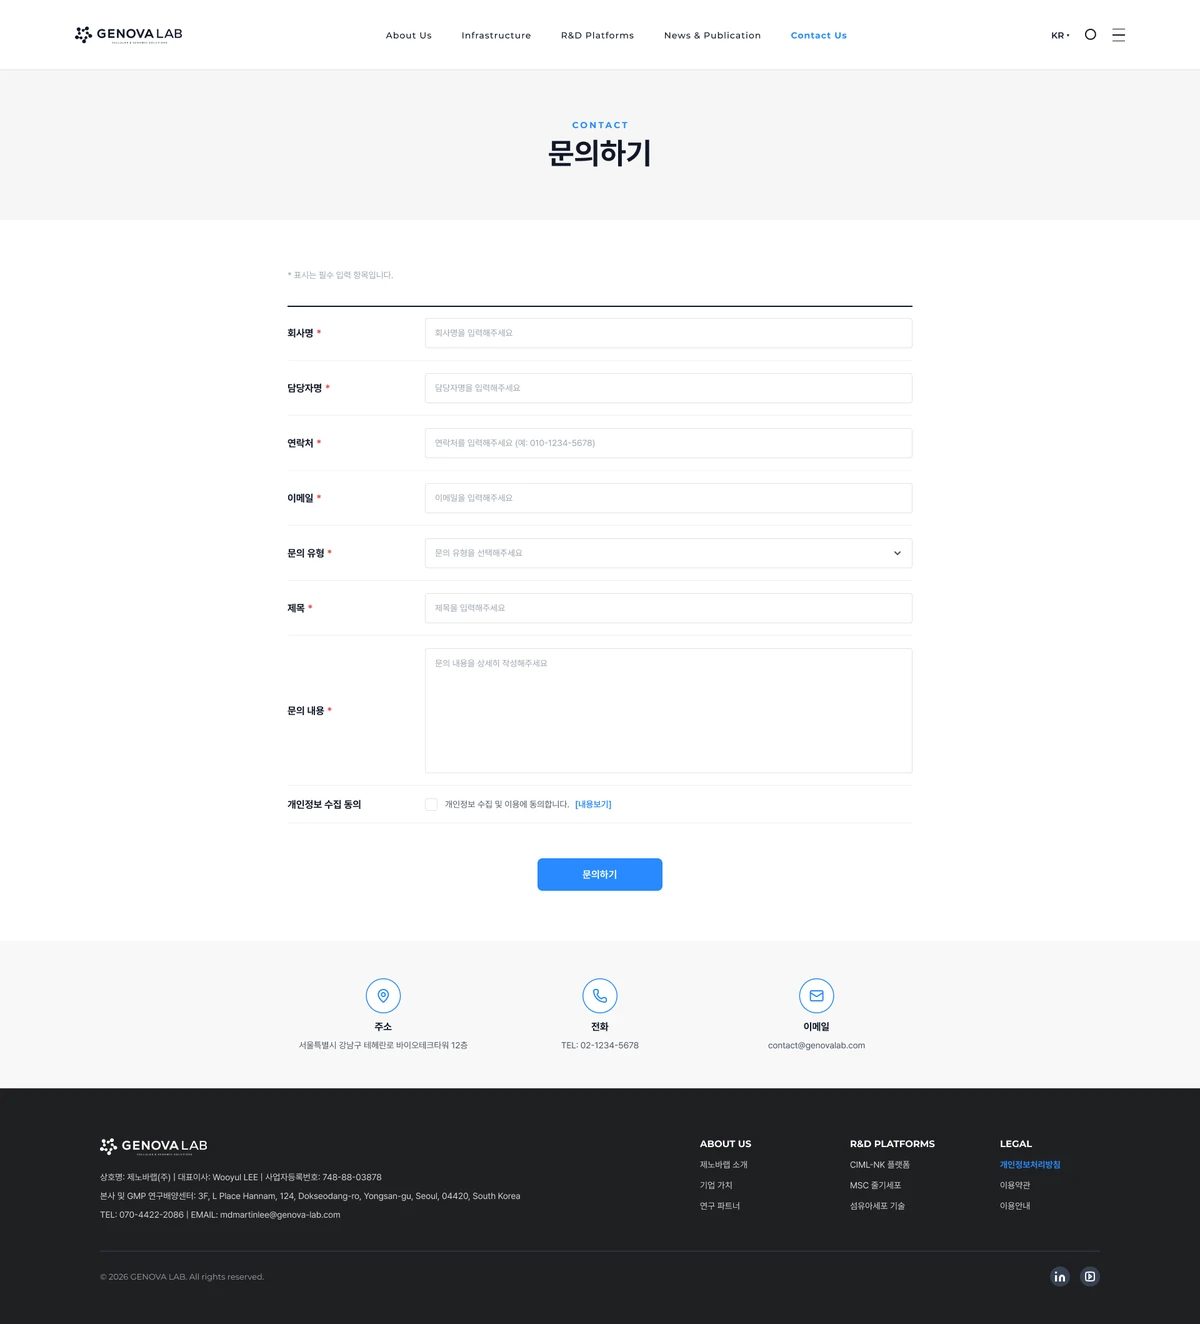 GENOVA LAB
About Us
Infrastructure
R&D Platforms
News & Publication
Contact Us
KR
CONTACT
문의하기
* 표시는 필수 입력 항목입니다.
회사명 *
회사명을 입력해주세요
담당자명 *
담당자명을 입력해주세요
연락처 *
연락처를 입력해주세요 (예: 010-1234-5678)
이메일 *
이메일을 입력해주세요
문의 유형 *
문의 유형을 선택해주세요
제목 *
제목을 입력해주세요
문의 내용 *
문의 내용을 상세히 작성해주세요
개인정보 수집 동의
개인정보 수집 및 이용에 동의합니다. [내용보기]
문의하기
주소
서울특별시 강남구 테헤란로 바이오테크타워 12층
전화
TEL: 02-1234-5678
이메일
contact@genovalab.com
GENOVA LAB
상호명: 제노바랩(주) | 대표이사: Wooyul LEE | 사업자등록번호: 748-88-03878
본사 및 GMP 연구배양센터: 3F, L Place Hannam, 124, Dokseodang-ro, Yongsan-gu, Seoul, 04420, South Korea
TEL: 070-4422-2086 | EMAIL: mdmartinlee@genova-lab.com
ABOUT US
제노바랩 소개
기업 가치
연구 파트너
R&D PLATFORMS
CIML-NK 플랫폼
MSC 줄기세포
섬유아세포 기술
LEGAL
개인정보처리방침
이용약관
이용안내
© 2026 GENOVA LAB. All rights reserved.
in